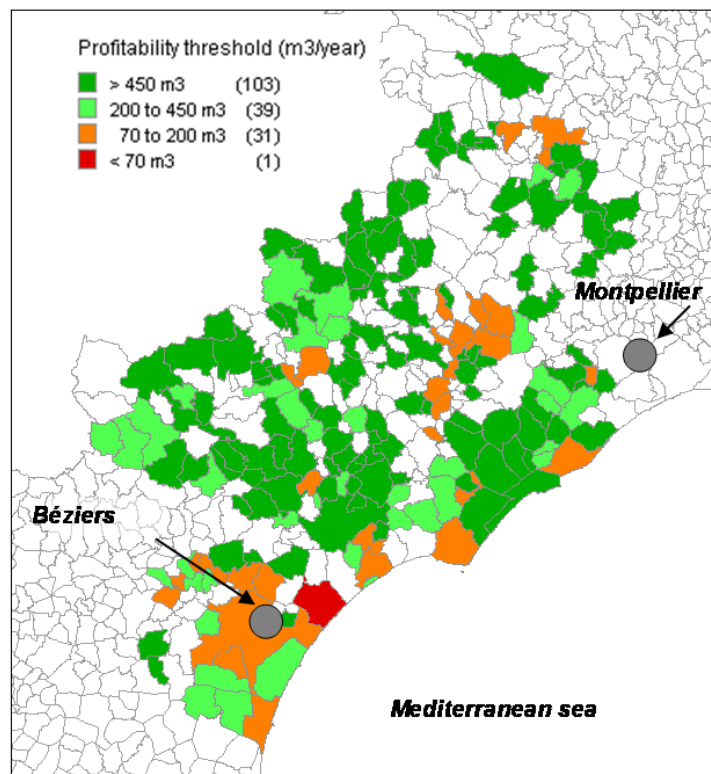 Profitability threshold (m3/year)
> 450 m3 (103)
200 to 450 m3 (39)
70 to 200 m3 (31)
< 70 m3 (1)
Montpellier
Béziers
Mediterranean sea